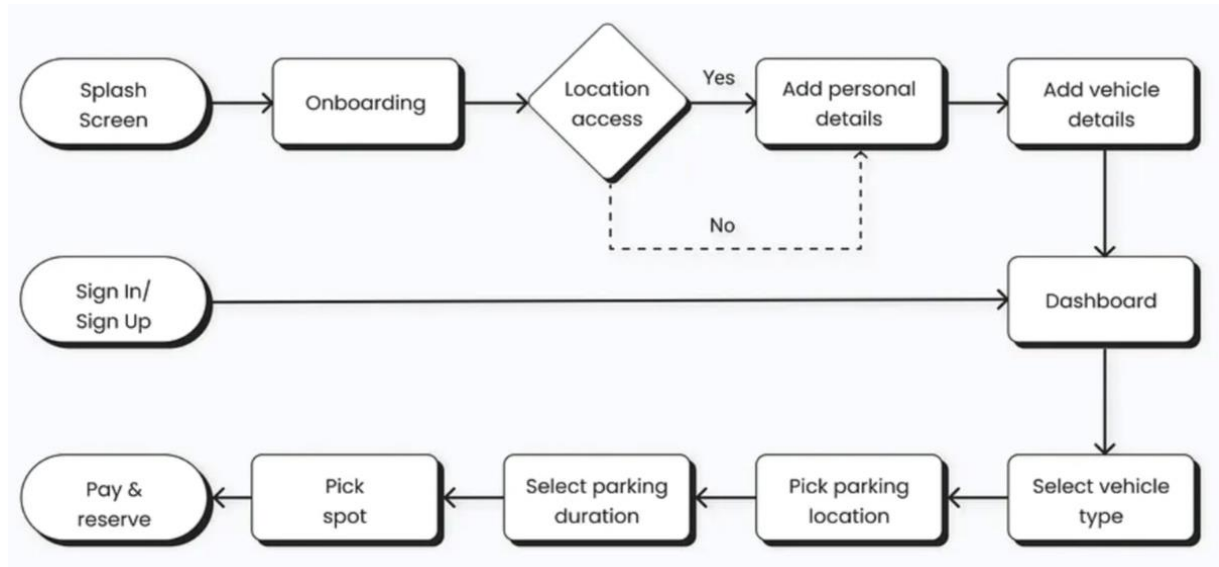 Splash
Screen
Onboarding
Location
access
Yes
Add personal
details
Add vehicle
details
No
Sign In/
Sign Up
Dashboard
Pay &
reserve
Pick
spot
Select parking
duration
Pick parking
location
Select vehicle
type